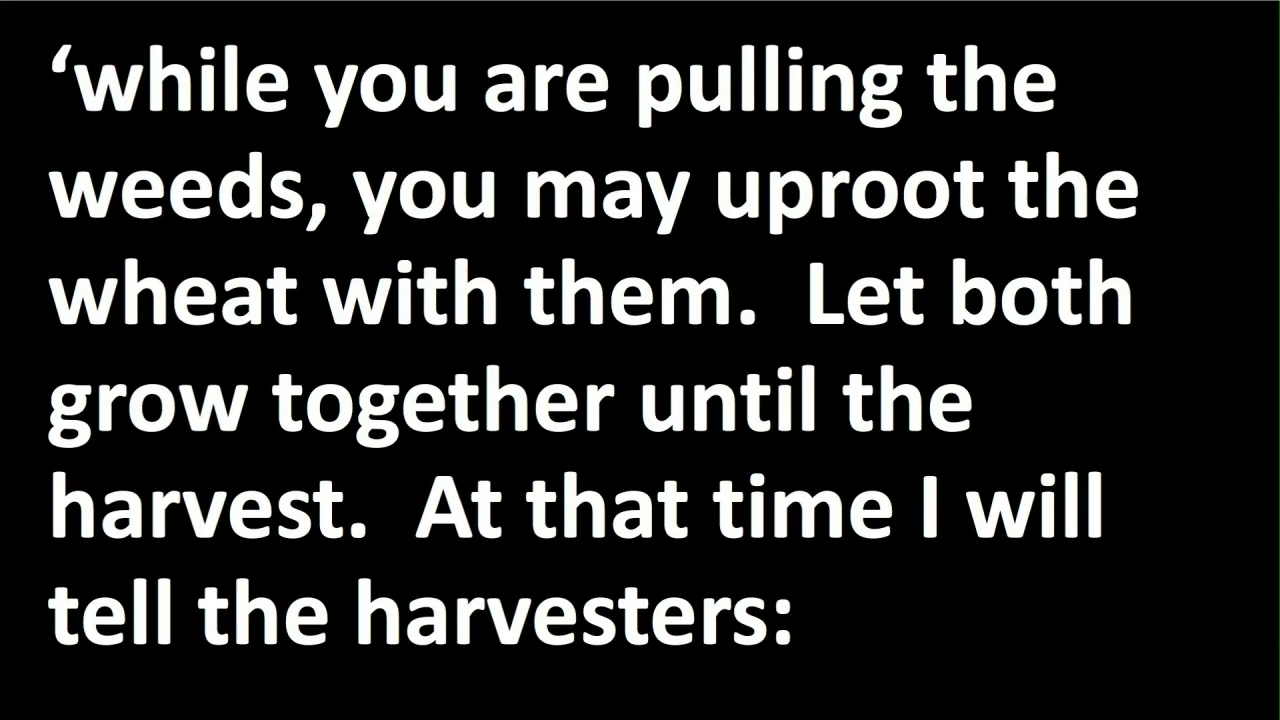 ‘while you are pulling the
weeds, you may uproot the
wheat with them.  Let both
grow together until the
harvest.  At that time I will
tell the harvesters: